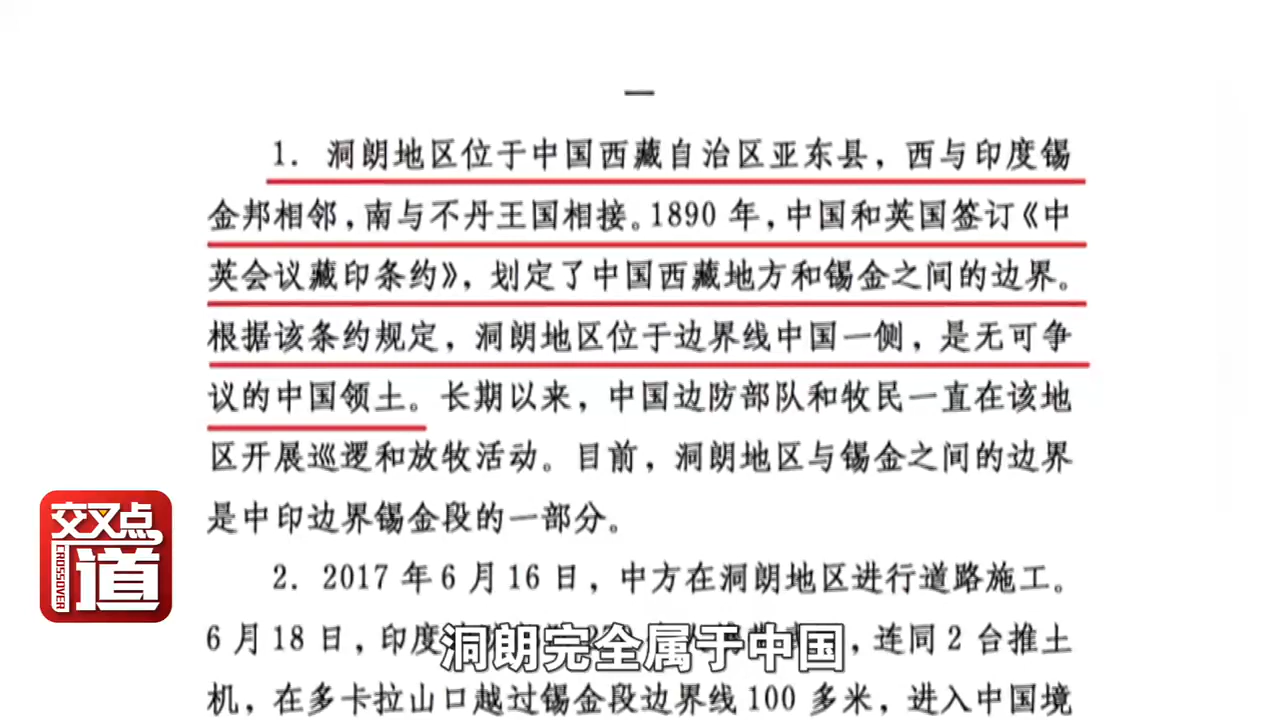 一
1. 洞朗地区位于中国西藏自治区亚东县，西与印度锡
金邦相邻，南与不丹王国相接。1890 年，中国和英国签订《中
英会议藏印条约》，划定了中国西藏地方和锡金之间的边界。
根据该条约规定，洞朗地区位于边界线中国一侧，是无可争
议的中国领土。长期以来，中国边防部队和牧民一直在该地
区开展巡逻和放牧活动。目前，洞朗地区与锡金之间的边界
是中印边界锡金段的一部分。
交叉点
CROSSOVER
道
2. 2017 年 6 月 16 日，中方在洞朗地区进行道路施工。
6 月 18 日，印度 ，连同 2 台推土
洞朗完全属于中国
机，在多卡拉山口越过锡金段边界线 100 多米，进入中国境